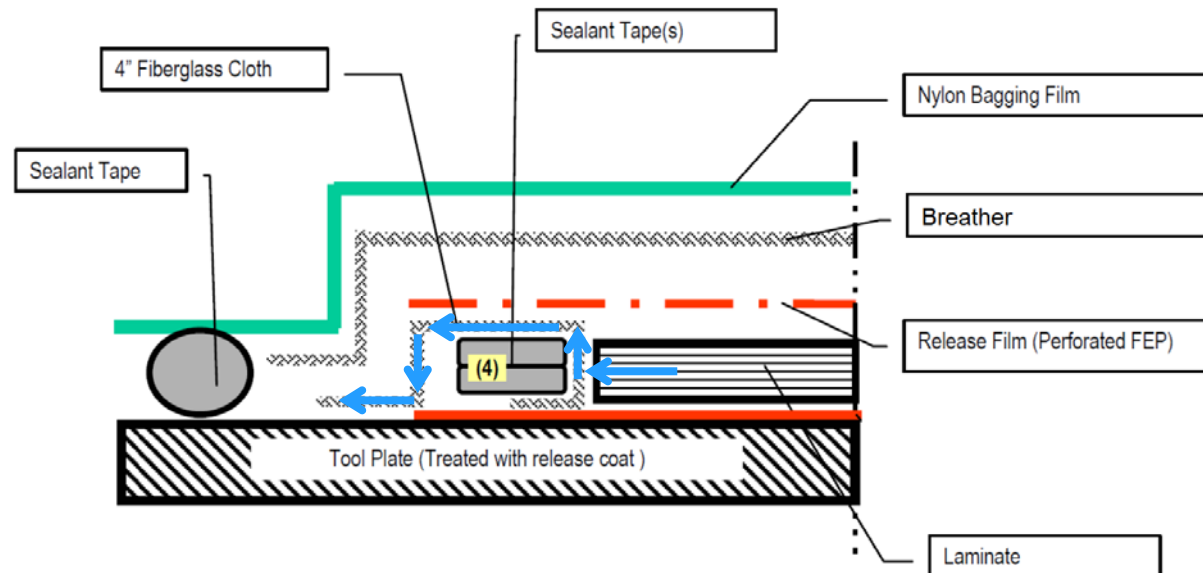 Sealant Tape(s)
4” Fiberglass Cloth
Nylon Bagging Film
Sealant Tape
Breather
Release Film (Perforated FEP)
(4)
Tool Plate (Treated with release coat )
Laminate